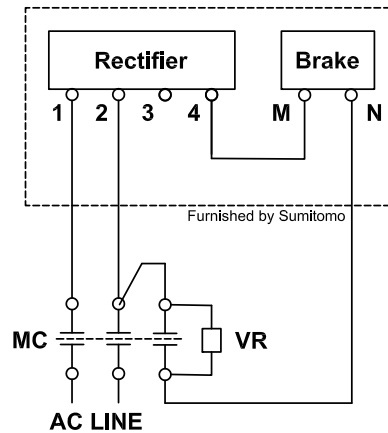 Rectifier Brake
1 2 3 4 M N
Furnished by Sumitomo
MC VR
AC LINE